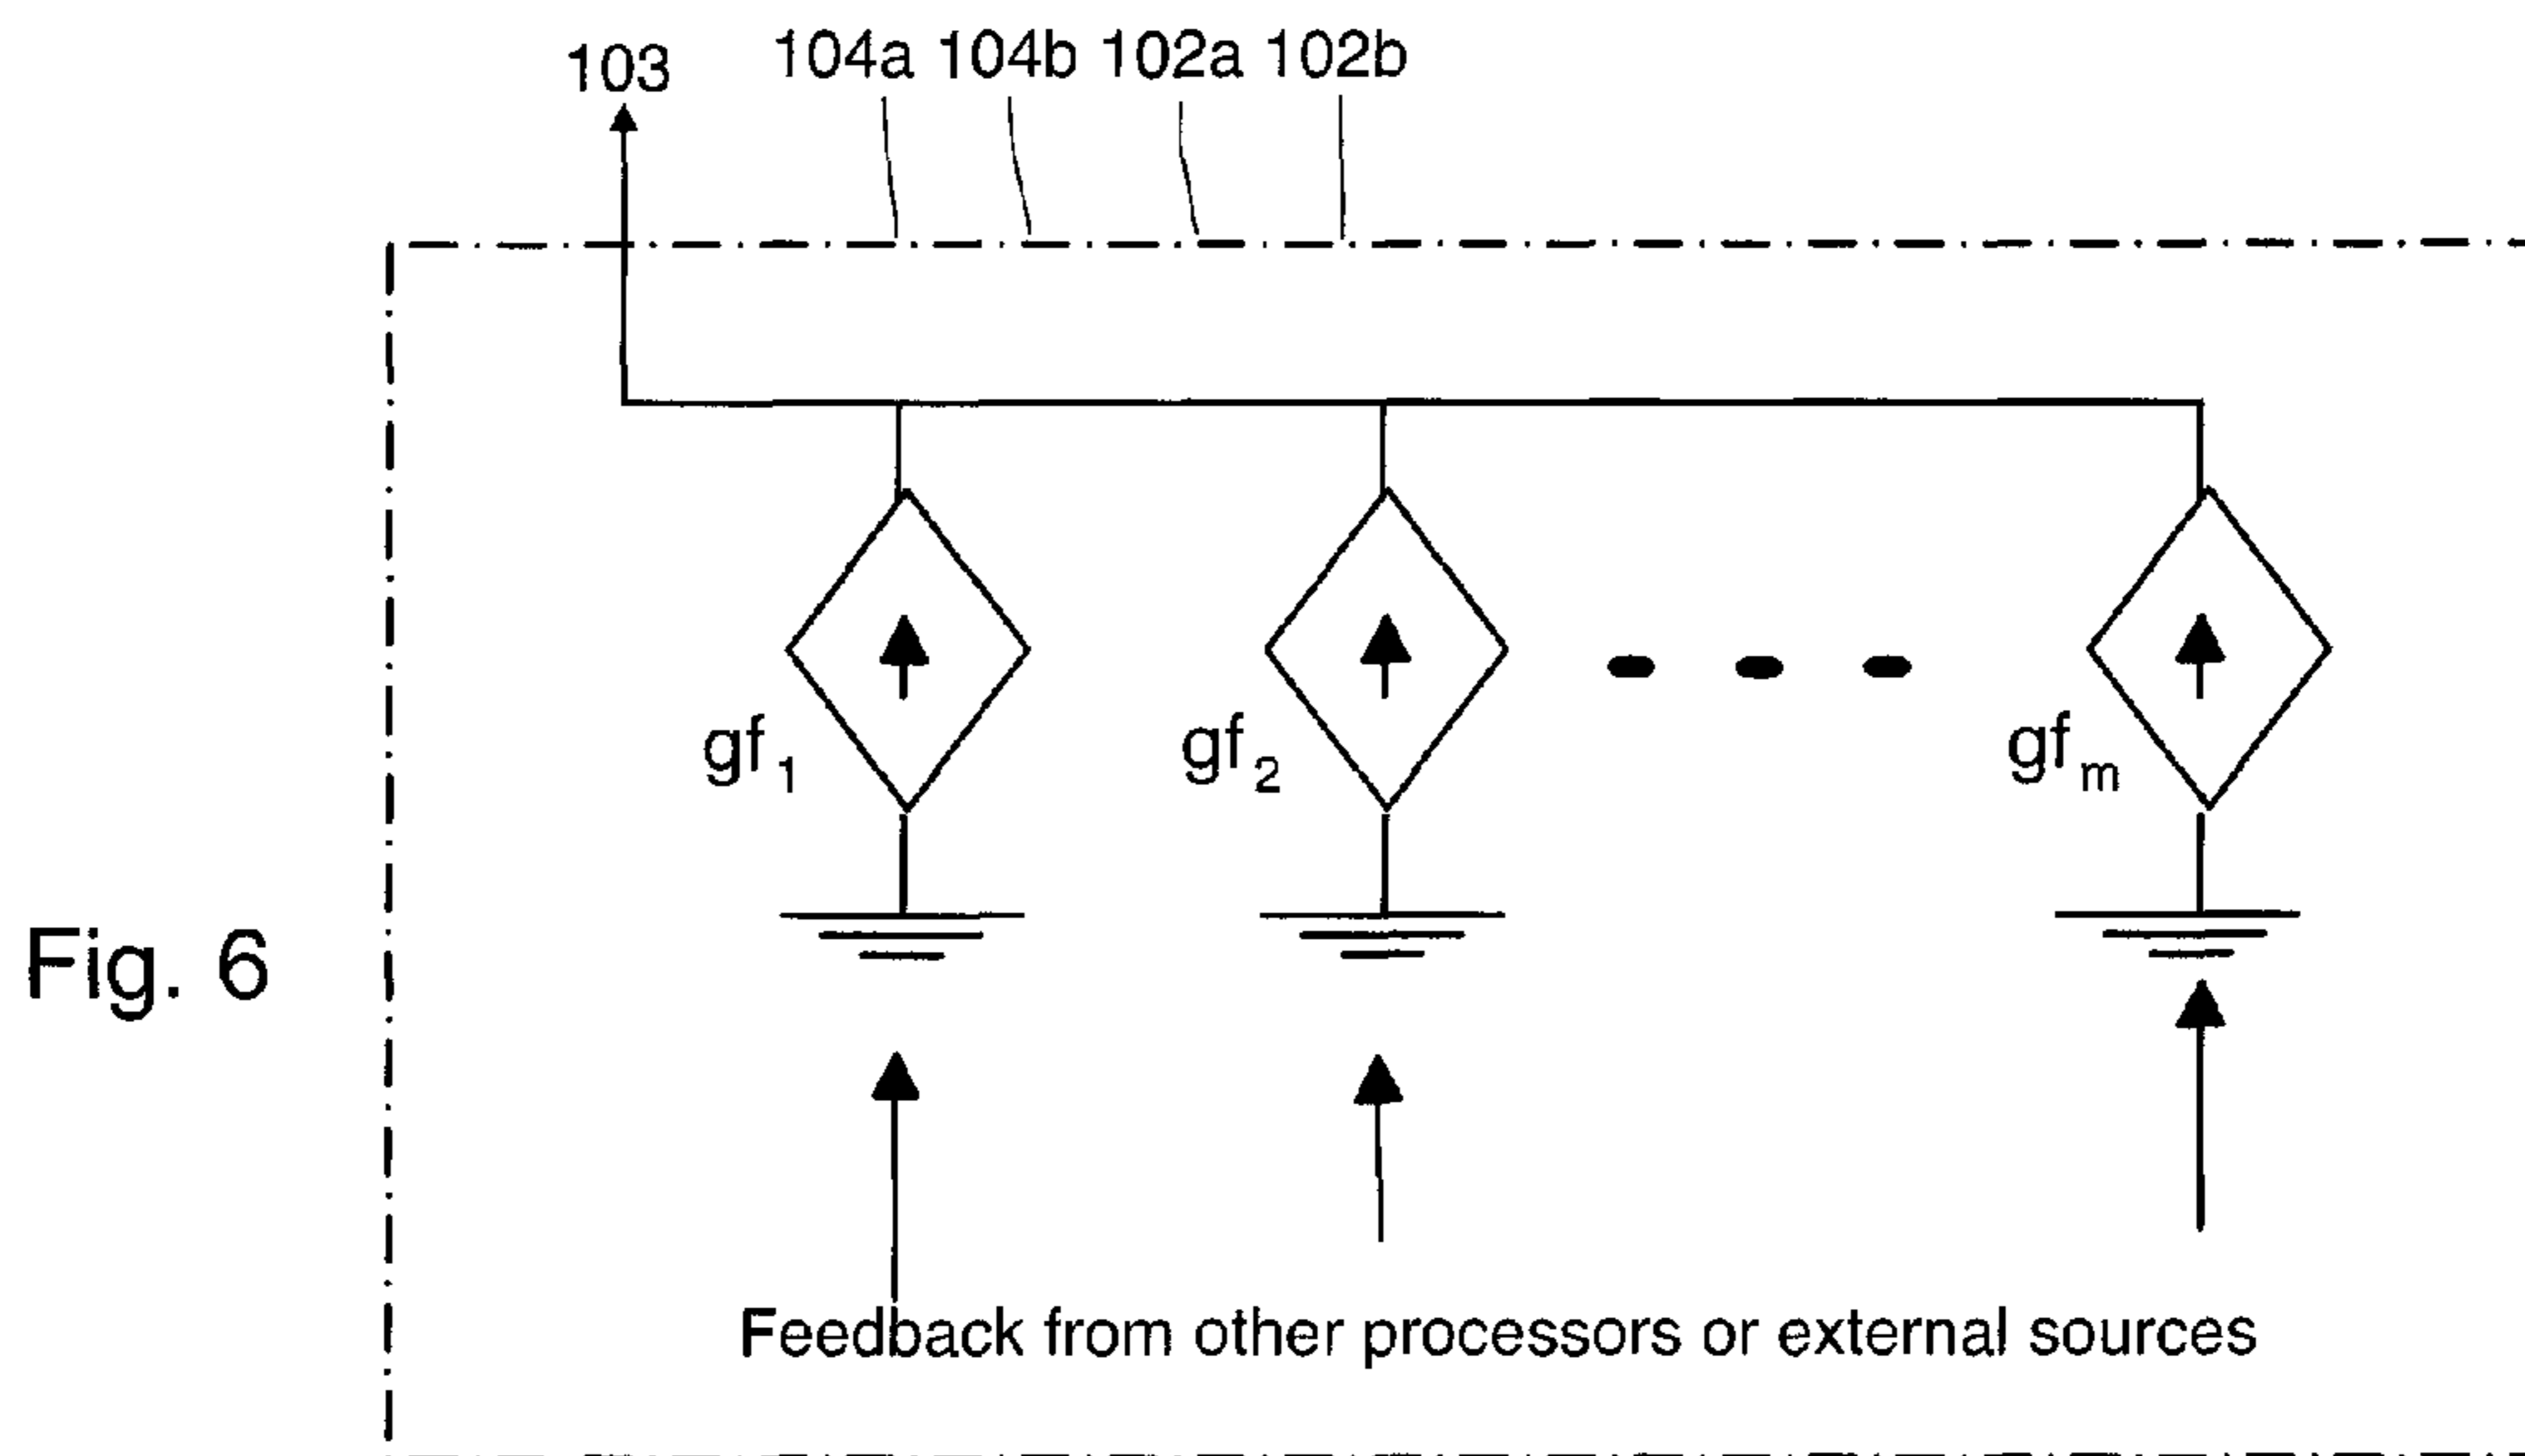 103 104a 104b 102a 102b
gf1 gf2 gfm
Fig. 6
Feedback from other processors or external sources